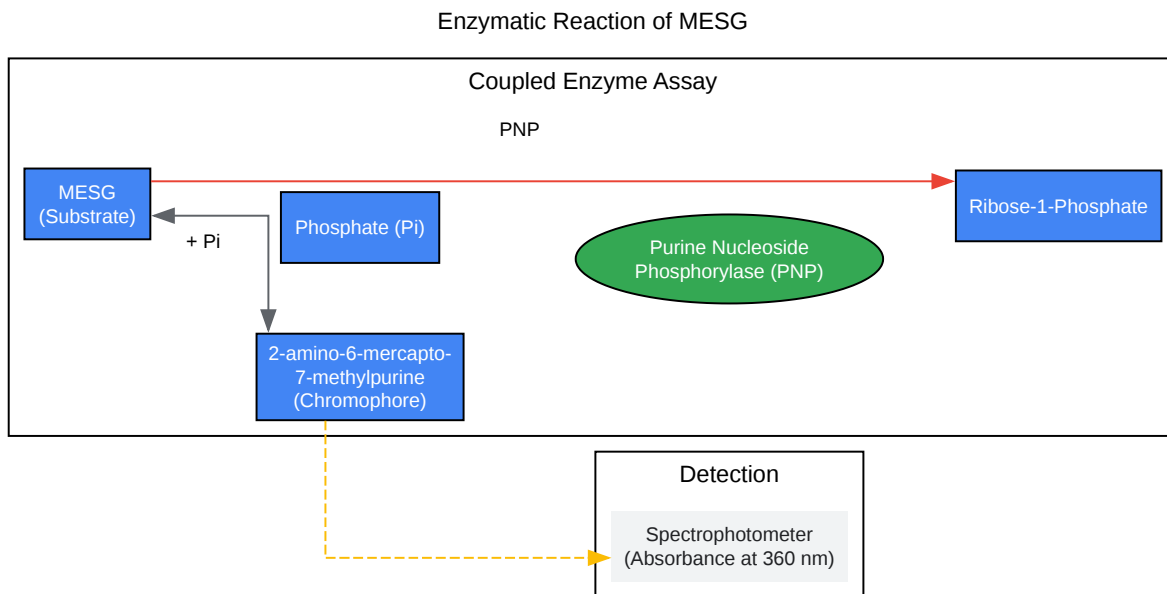 Enzymatic Reaction of MESG
Coupled Enzyme Assay
PNP
MESG
(Substrate)
+ Pi
Phosphate (Pi)
Purine Nucleoside
Phosphorylase (PNP)
Ribose-1-Phosphate
2-amino-6-mercapto-
7-methylpurine
(Chromophore)
Detection
Spectrophotometer
(Absorbance at 360 nm)